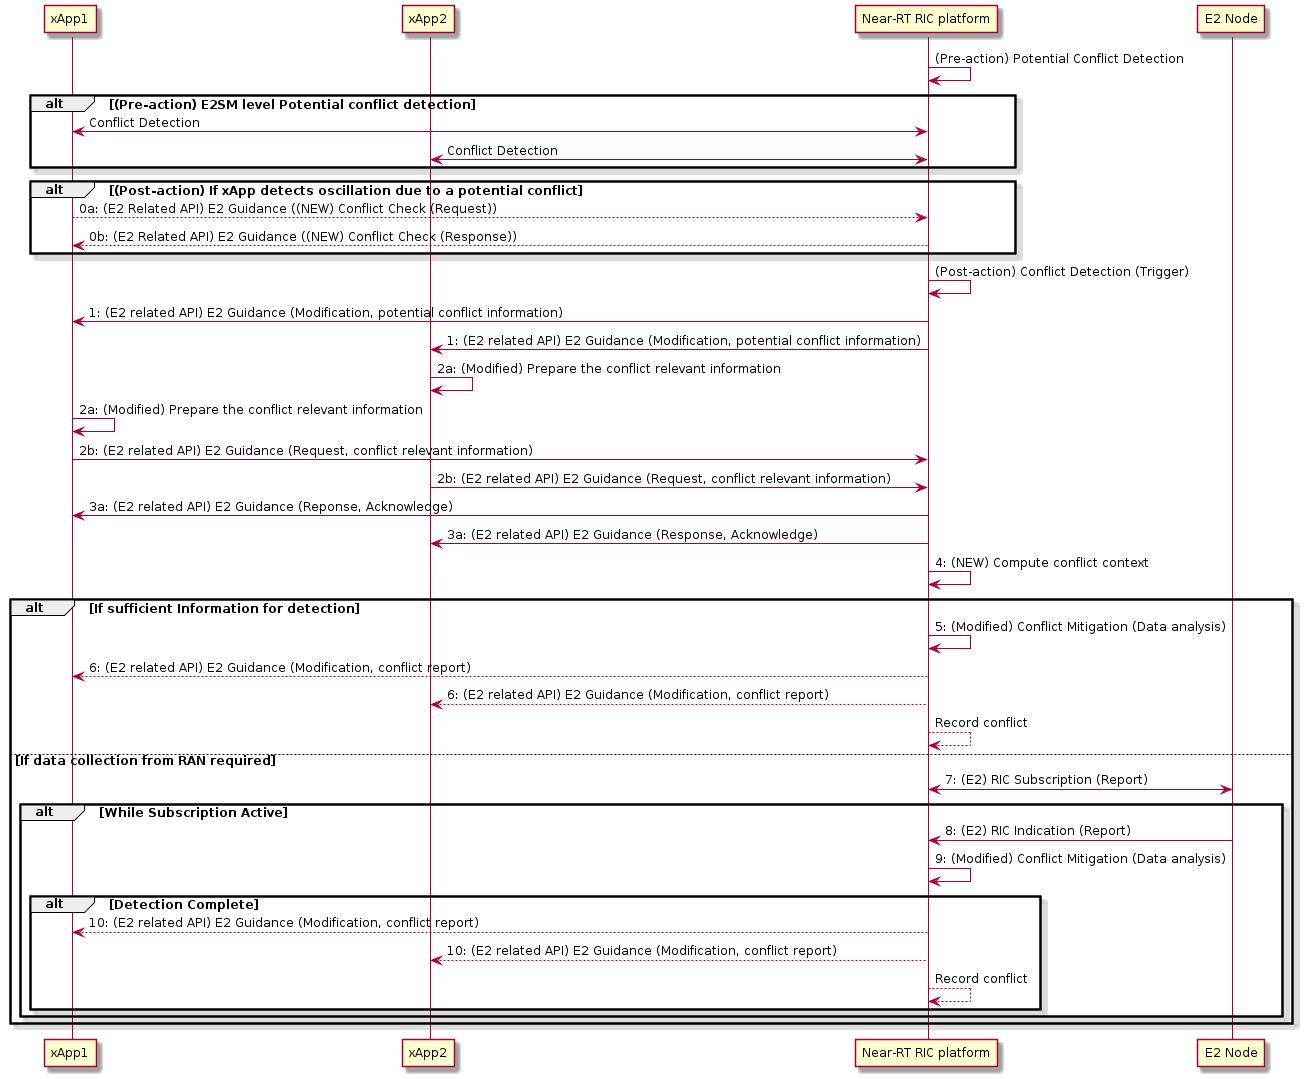 xApp1
xApp2
Near-RT RIC platform
E2 Node
(Pre-action) Potential Conflict Detection
alt
[(Pre-action) E2SM level Potential conflict detection]
Conflict Detection
Conflict Detection
alt
[(Post-action) If xApp detects oscillation due to a potential conflict]
0a: (E2 Related API) E2 Guidance ((NEW) Conflict Check (Request))
0b: (E2 Related API) E2 Guidance ((NEW) Conflict Check (Response))
(Post-action) Conflict Detection (Trigger)
1: (E2 related API) E2 Guidance (Modification, potential conflict information)
1: (E2 related API) E2 Guidance (Modification, potential conflict information)
2a: (Modified) Prepare the conflict relevant information
2a: (Modified) Prepare the conflict relevant information
2b: (E2 related API) E2 Guidance (Request, conflict relevant information)
2b: (E2 related API) E2 Guidance (Request, conflict relevant information)
3a: (E2 related API) E2 Guidance (Reponse, Acknowledge)
3a: (E2 related API) E2 Guidance (Response, Acknowledge)
4: (NEW) Compute conflict context
alt
[If sufficient Information for detection]
5: (Modified) Conflict Mitigation (Data analysis)
6: (E2 related API) E2 Guidance (Modification, conflict report)
6: (E2 related API) E2 Guidance (Modification, conflict report)
Record conflict
[If data collection from RAN required]
7: (E2) RIC Subscription (Report)
alt
[While Subscription Active]
8: (E2) RIC Indication (Report)
9: (Modified) Conflict Mitigation (Data analysis)
alt
[Detection Complete]
10: (E2 related API) E2 Guidance (Modification, conflict report)
10: (E2 related API) E2 Guidance (Modification, conflict report)
Record conflict
xApp1
xApp2
Near-RT RIC platform
E2 Node